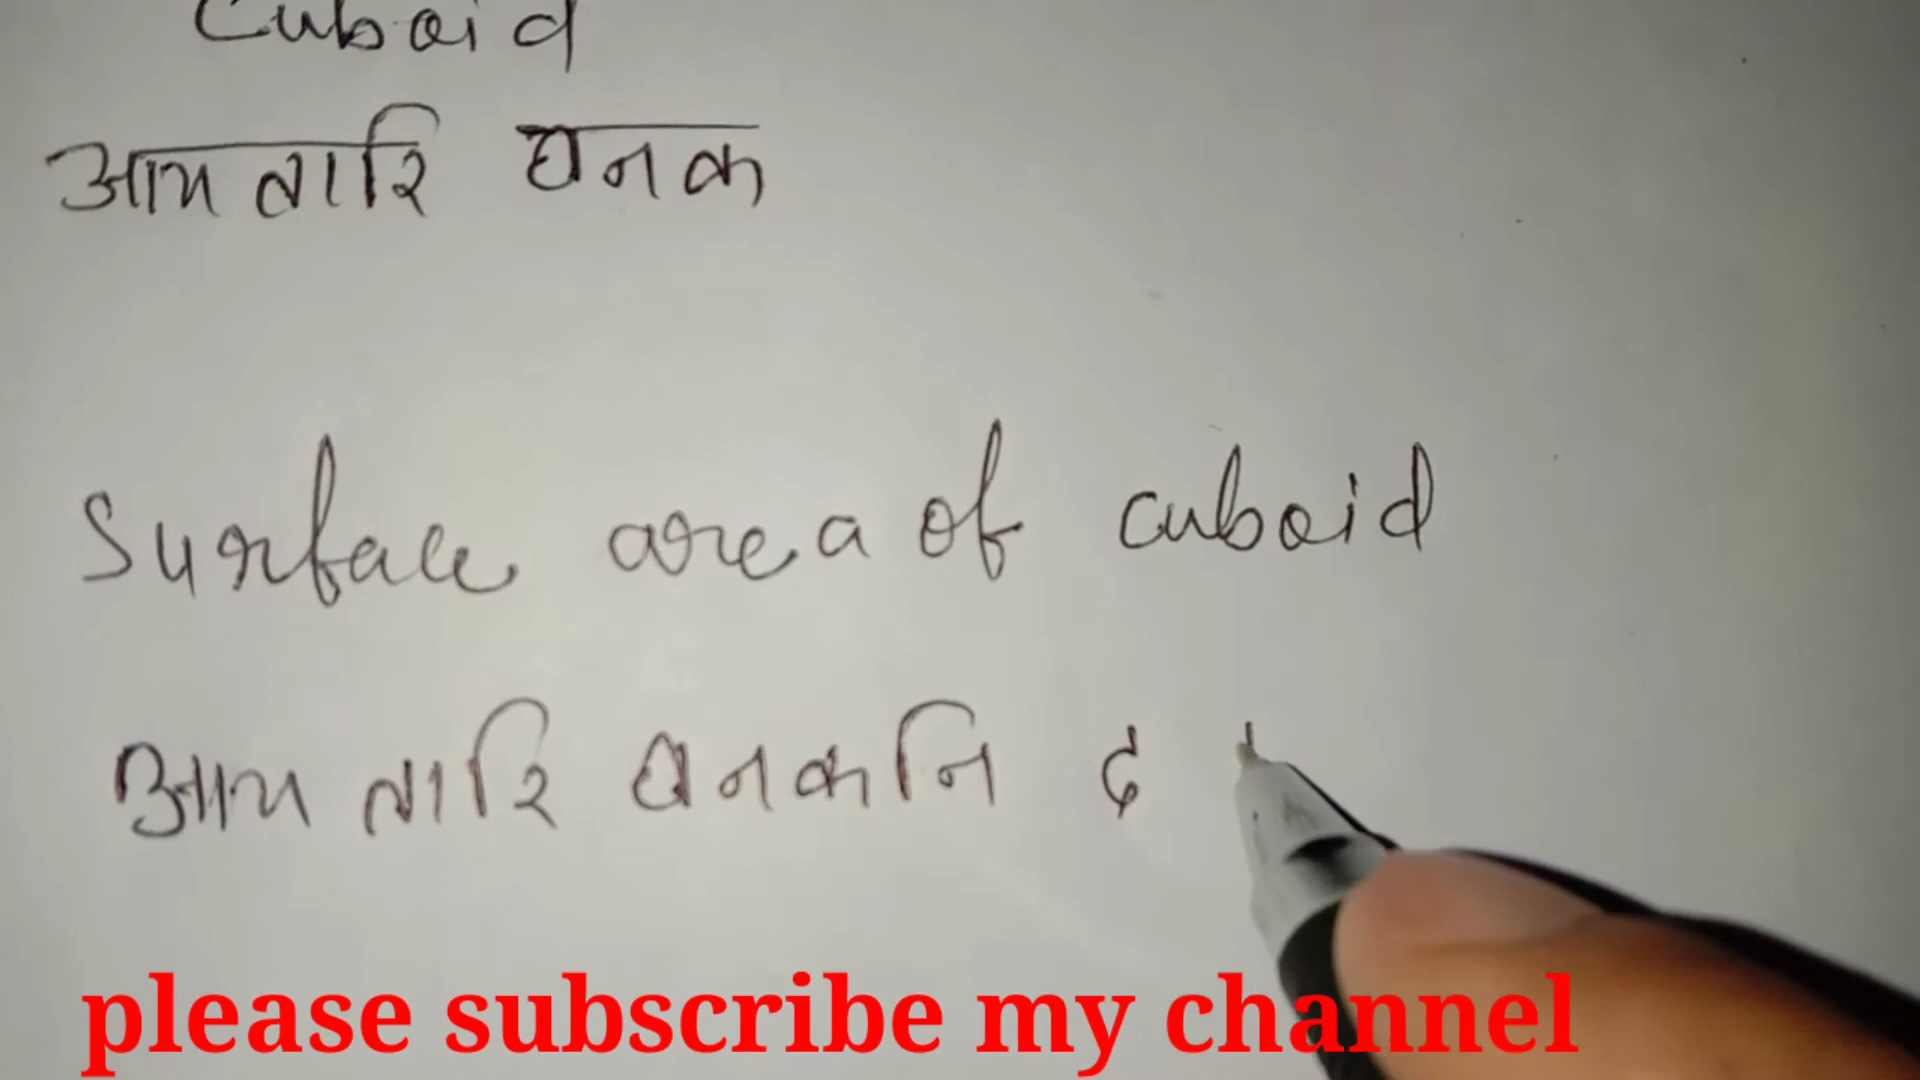 Cuboid
आयतारि घनक
Surface area of cuboid
आयतारि घनकनि द
please subscribe my channel